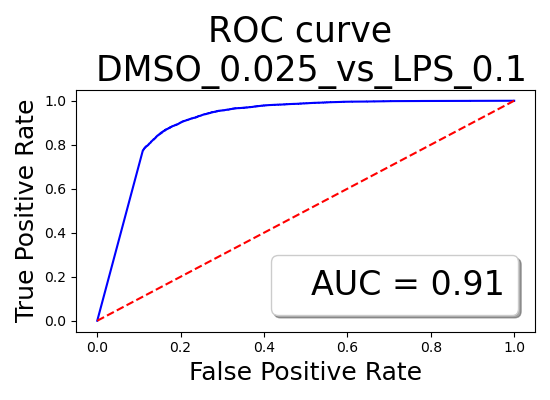 ROC curve
DMSO_0.025_vs_LPS_0.1
True Positive Rate
1.0
0.8
0.6
0.4
0.2
0.0
AUC = 0.91
0.0 0.2 0.4 0.6 0.8 1.0
False Positive Rate